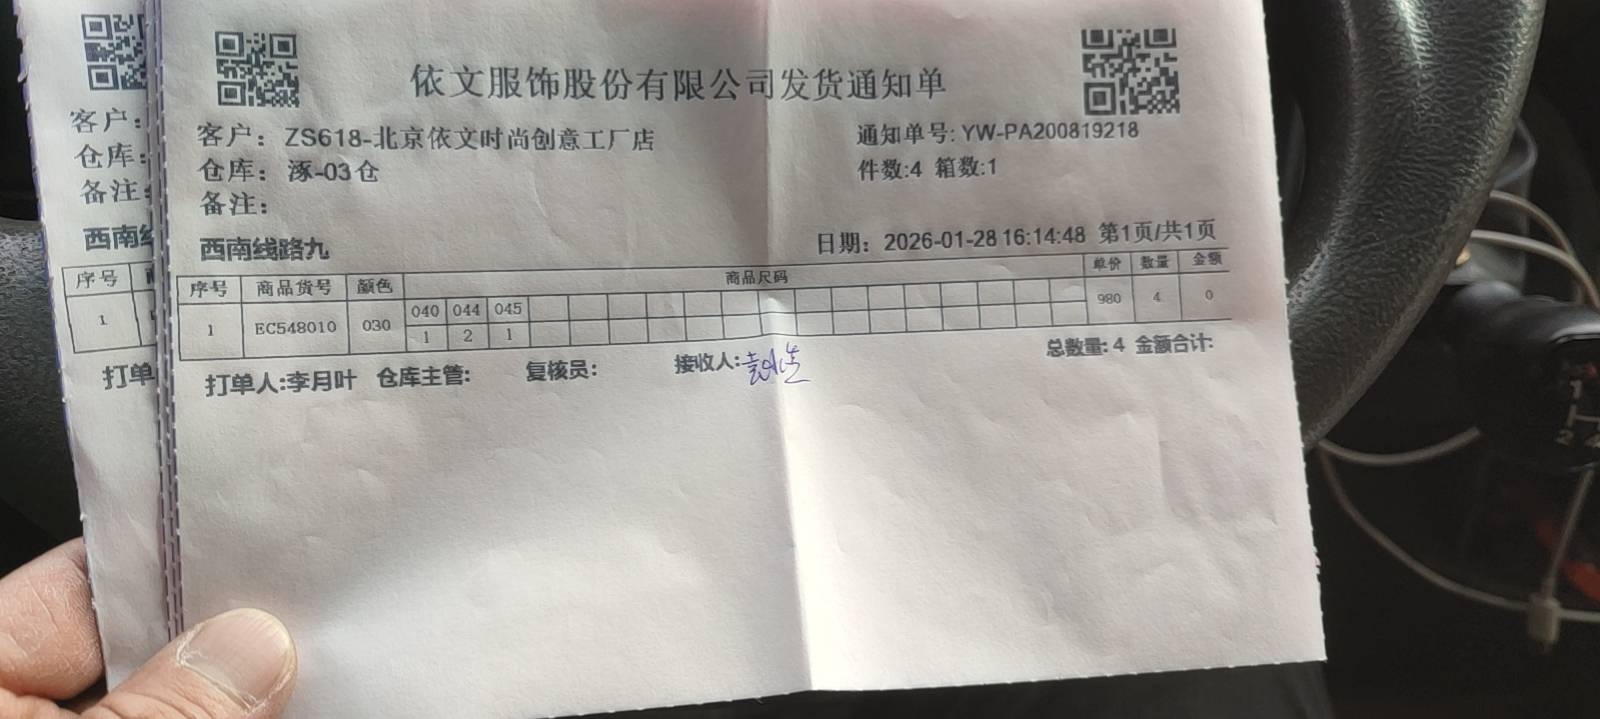 依文服饰股份有限公司发货通知单
客户: ZS618-北京依文时尚创意工厂店
通知单号: YW-PA200819218
仓库: 涿-03仓
件数:4 箱数:1
备注:
西南线路九
日期: 2026-01-28 16:14:48 第1页/共1页
序号 商品货号 颜色 商品尺码 单价 数量 金额
040 044 045
1 EC548010 030 980 4 0
1 2 1
总数量: 4 金额合计:
打单人:李月叶 仓库主管: 复核员: 接收人:
客户:
仓库:
备注:
西南
序号
1
打单
1
2 4